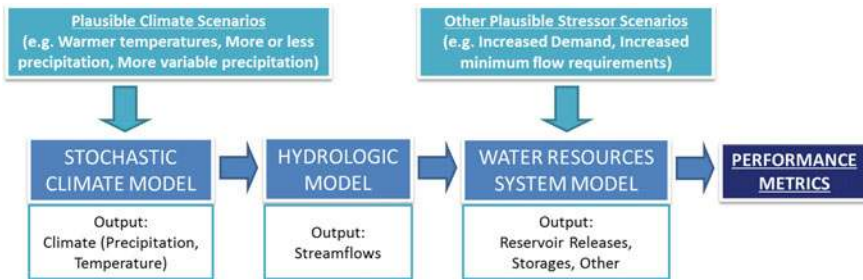 Plausible Climate Scenarios
(e.g. Warmer temperatures, More or less
precipitation, More variable precipitation)
Other Plausible Stressor Scenarios
(e.g. Increased Demand, Increased
minimum flow requirements)
STOCHASTIC
CLIMATE MODEL
HYDROLOGIC
MODEL
WATER RESOURCES
SYSTEM MODEL
PERFORMANCE
METRICS
Output:
Climate (Precipitation,
Temperature)
Output:
Streamflows
Output:
Reservoir Releases,
Storages, Other